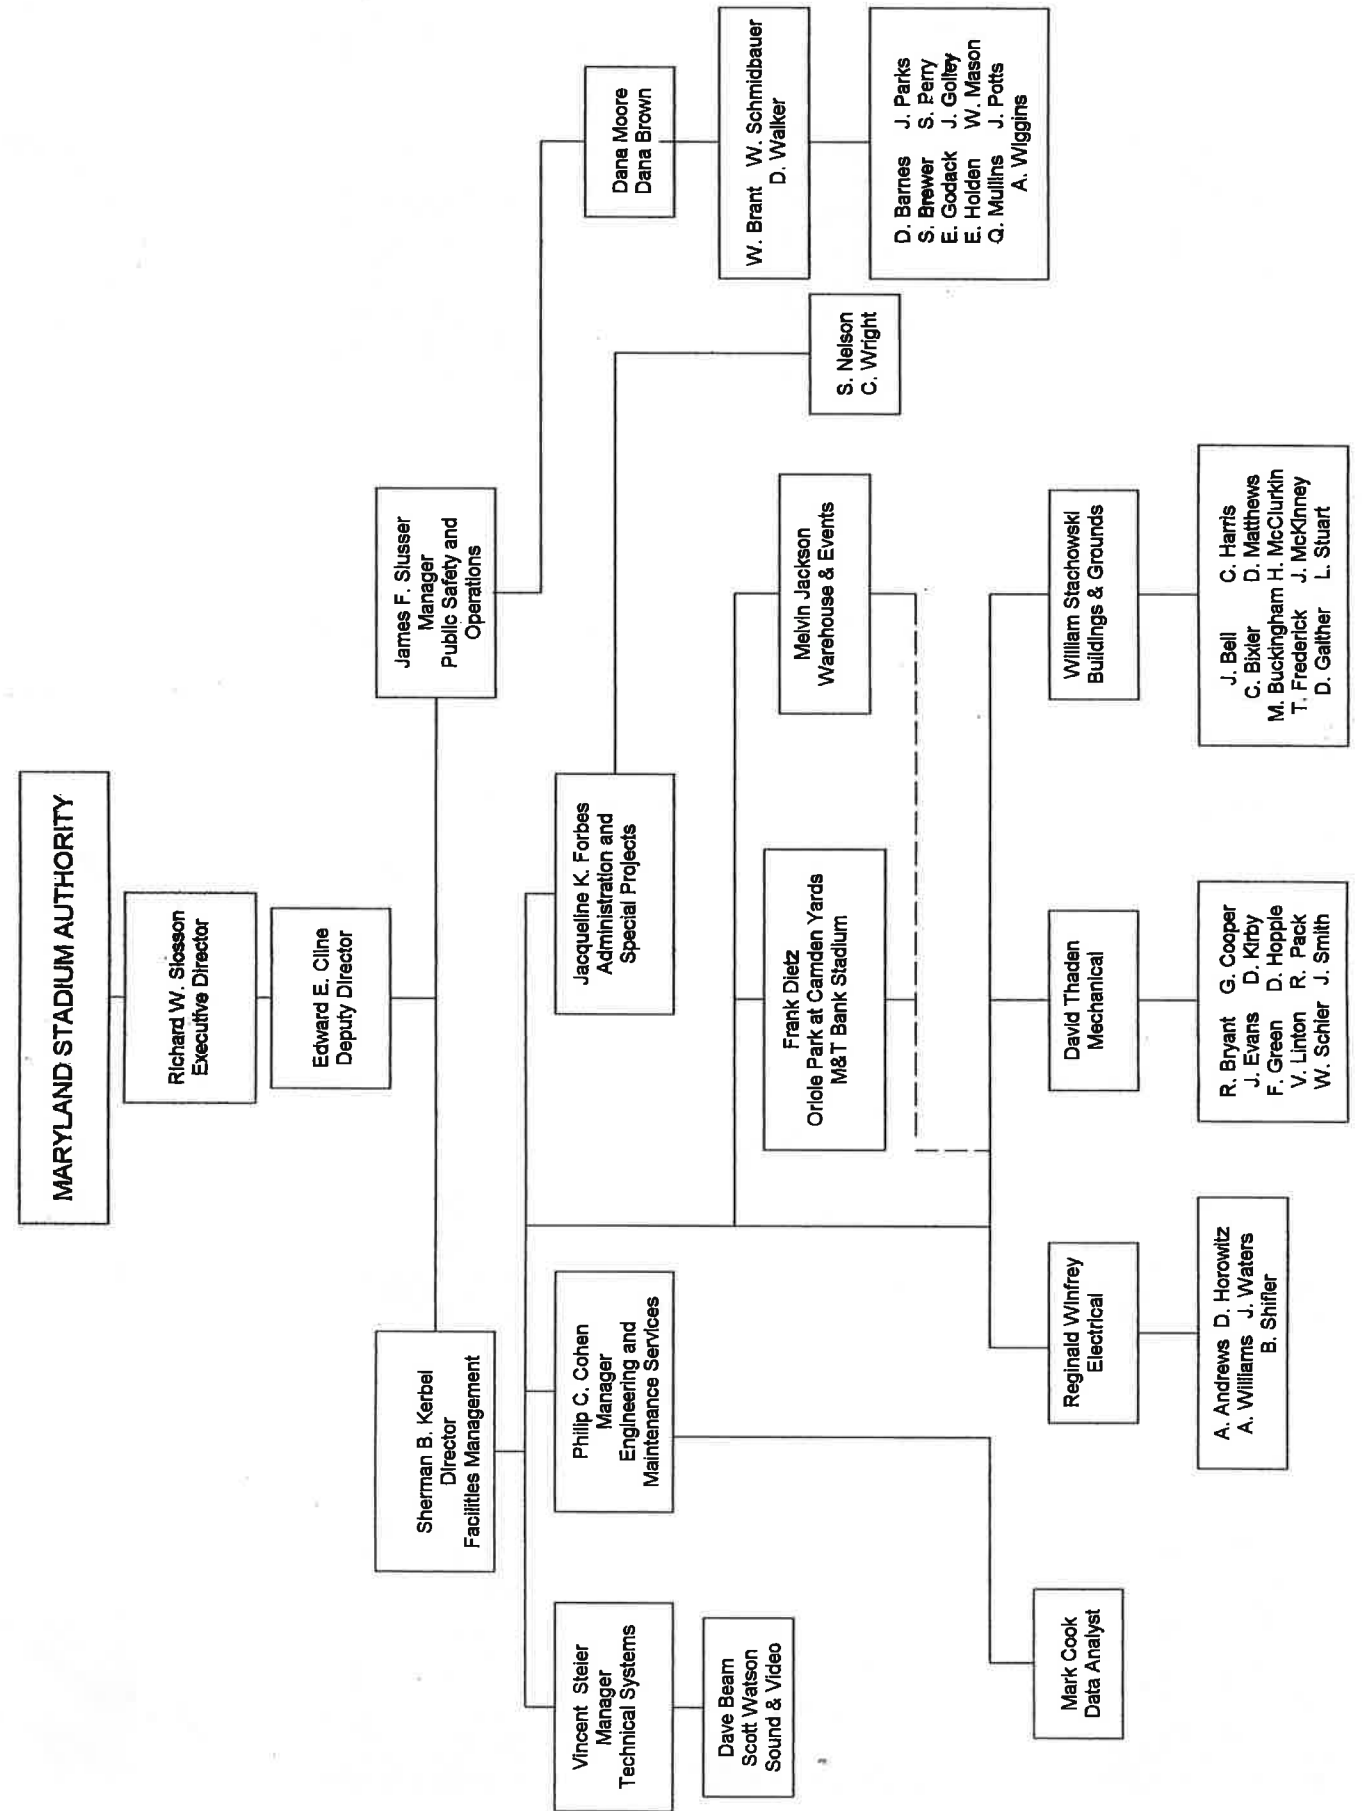 MARYLAND STADIUM AUTHORITY
Richard W. Slosson
Executive Director
Edward E. Cline
Deputy Director
Sherman B. Kerbel
Director
Facilities Management
James F. Slusser
Manager
Public Safety and
Operations
Vincent Steier
Manager
Technical Systems
Philip C. Cohen
Manager
Engineering and
Maintenance Services
Jacqueline K. Forbes
Administration and
Special Projects
Dana Moore
Dana Brown
Dave Beam
Scott Watson
Sound & Video
Frank Dietz
Oriole Park at Camden Yards
M&T Bank Stadium
Melvin Jackson
Warehouse & Events
S. Nelson
C. Wright
W. Brant W. Schmidbauer
D. Walker
D. Barnes J. Parks
S. Brewer S. Perry
E. Godack J. Golley
E. Holden W. Mason
Q. Mullins J. Potts
A. Wiggins
Mark Cook
Data Analyst
Reginald Winfrey
Electrical
David Thaden
Mechanical
William Stachowski
Buildings & Grounds
A. Andrews D. Horowitz
A. Williams J. Waters
B. Shifler
R. Bryant G. Cooper
J. Evans D. Kirby
F. Green D. Hopple
V. Linton R. Pack
W. Schler J. Smith
J. Bell C. Harris
C. Bixler D. Matthews
M. Buckingham H. McClurkin
T. Frederick J. McKinney
D. Gaither L. Stuart